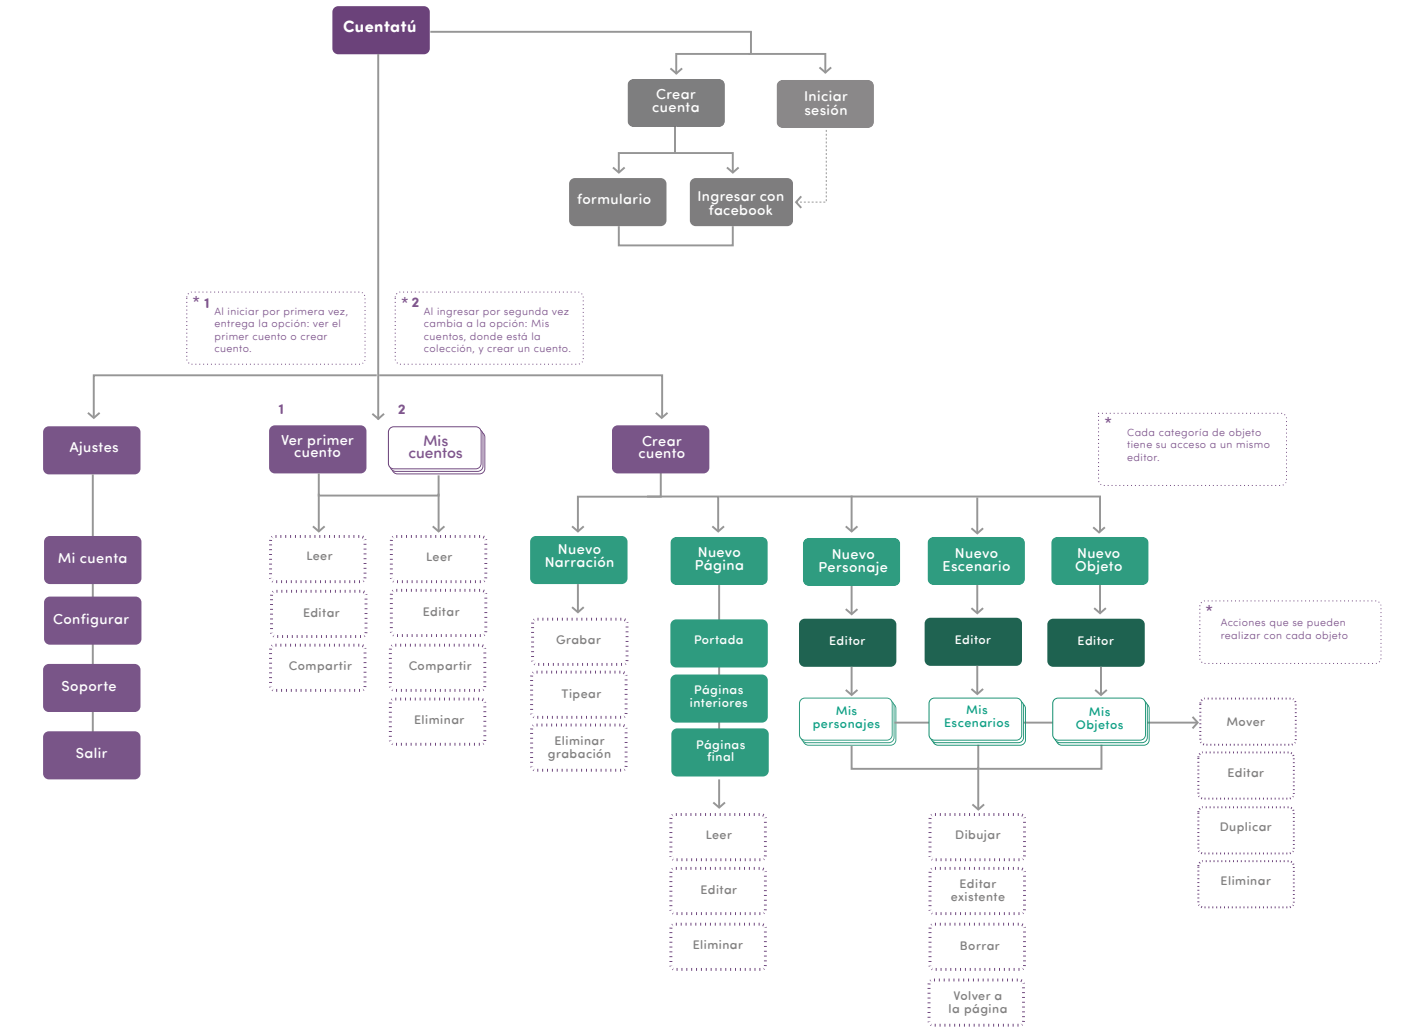 Cuentatú
Crear
cuenta
Iniciar
sesión
formulario
Ingresar con
facebook
* 1
Al iniciar por primera vez,
entrega la opción: ver el
primer cuento o crear
cuento.
* 2
Al ingresar por segunda vez
cambia a la opción: Mis
cuentos, donde está la
colección, y crear un cuento.
1
2
Ajustes
Ver primer
cuento
Mis
cuentos
Crear
cuento
*
Cada categoría de objeto
tiene su acceso a un mismo
editor.
Mi cuenta
Configurar
Soporte
Salir
Leer
Editar
Compartir
Leer
Editar
Compartir
Eliminar
Nuevo
Narración
Grabar
Tipear
Eliminar
grabación
Nuevo
Página
Portada
Páginas
interiores
Páginas
final
Leer
Editar
Eliminar
Nuevo
Personaje
Editor
Mis
personajes
Nuevo
Escenario
Editor
Mis
Escenarios
Nuevo
Objeto
Editor
Mis
Objetos
Dibujar
Editar
existente
Borrar
Volver a
la página
*
Acciones que se pueden
realizar con cada objeto
Mover
Editar
Duplicar
Eliminar